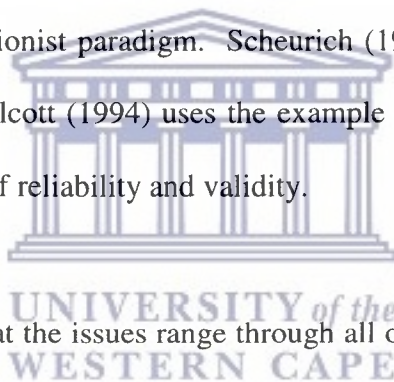 ionist paradigm. Scheurich (19
lcott (1994) uses the example
f reliability and validity.
UNIVERSITY of the
at the issues range through all o
WESTERN CAPE